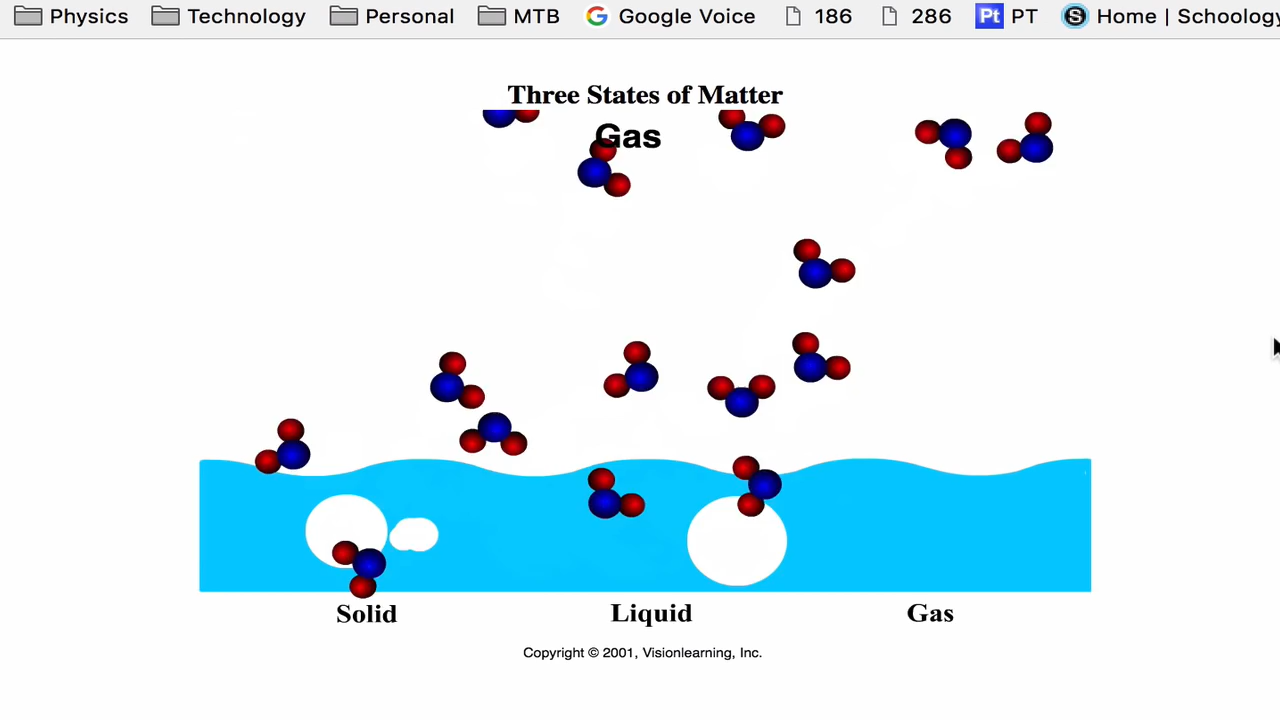 Physics Technology Personal MTB Google Voice 186 286 Pt PT S Home | Schoology
Three States of Matter
Gas
Solid Liquid Gas
Copyright © 2001, Visionlearning, Inc.